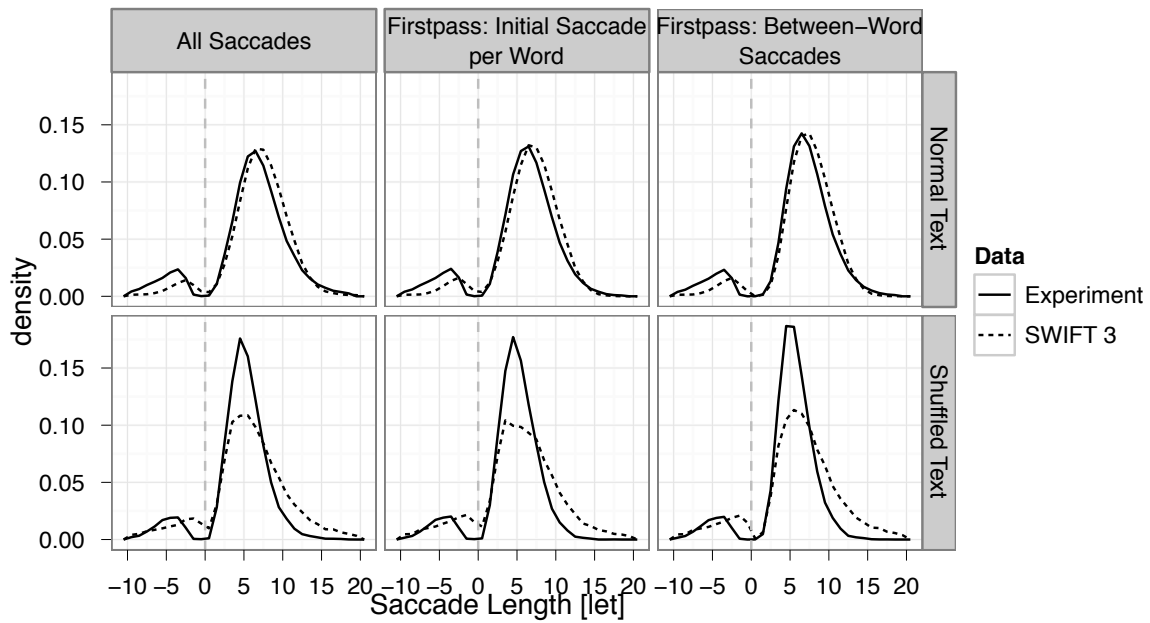 All Saccades
Firstpass: Initial Saccade
per Word
Firstpass: Between−Word
Saccades
0.15
0.10
0.05
0.00
Normal Text
0.15
0.10
0.05
0.00
Shuffled Text
density
−10 −5 0 5 10 15 20
−10 −5 0 5 10 15 20
−10 −5 0 5 10 15 20
Saccade Length [let]
Data
Experiment
SWIFT 3